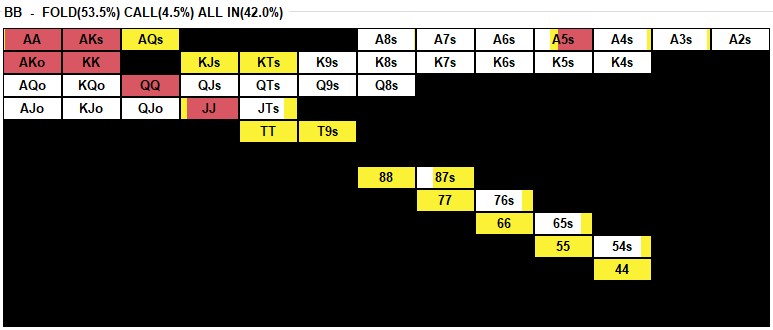 BB - FOLD(53.5%) CALL(4.5%) ALL IN(42.0%)
AA AKs AQs A8s A7s A6s A5s A4s A3s A2s
AKo KK KJs KTs K9s K8s K7s K6s K5s K4s
AQo KQo QQ QJs QTs Q9s Q8s
AJo KJo QJo JJ JTs
TT T9s
88 87s
77 76s
66 65s
55 54s
44